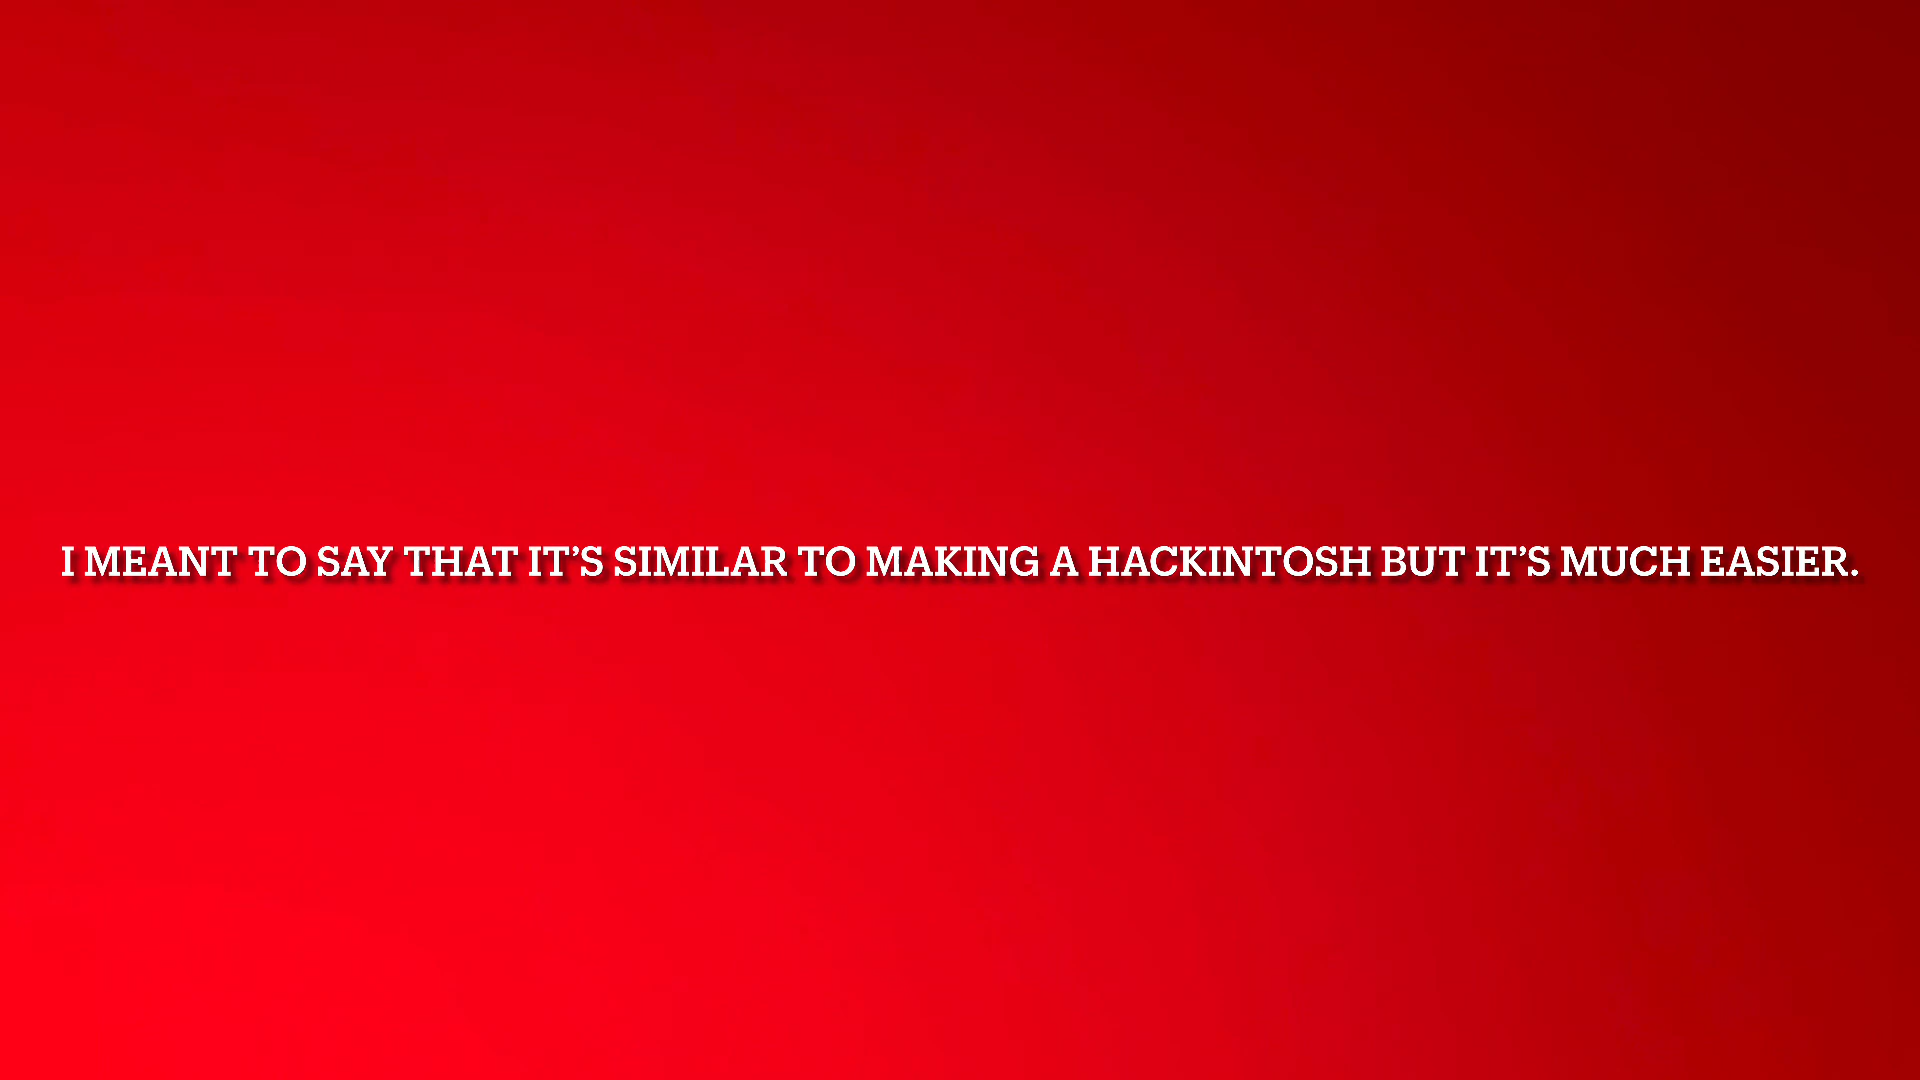 I MEANT TO SAY THAT IT’S SIMILAR TO MAKING A HACKINTOSH BUT IT’S MUCH EASIER.